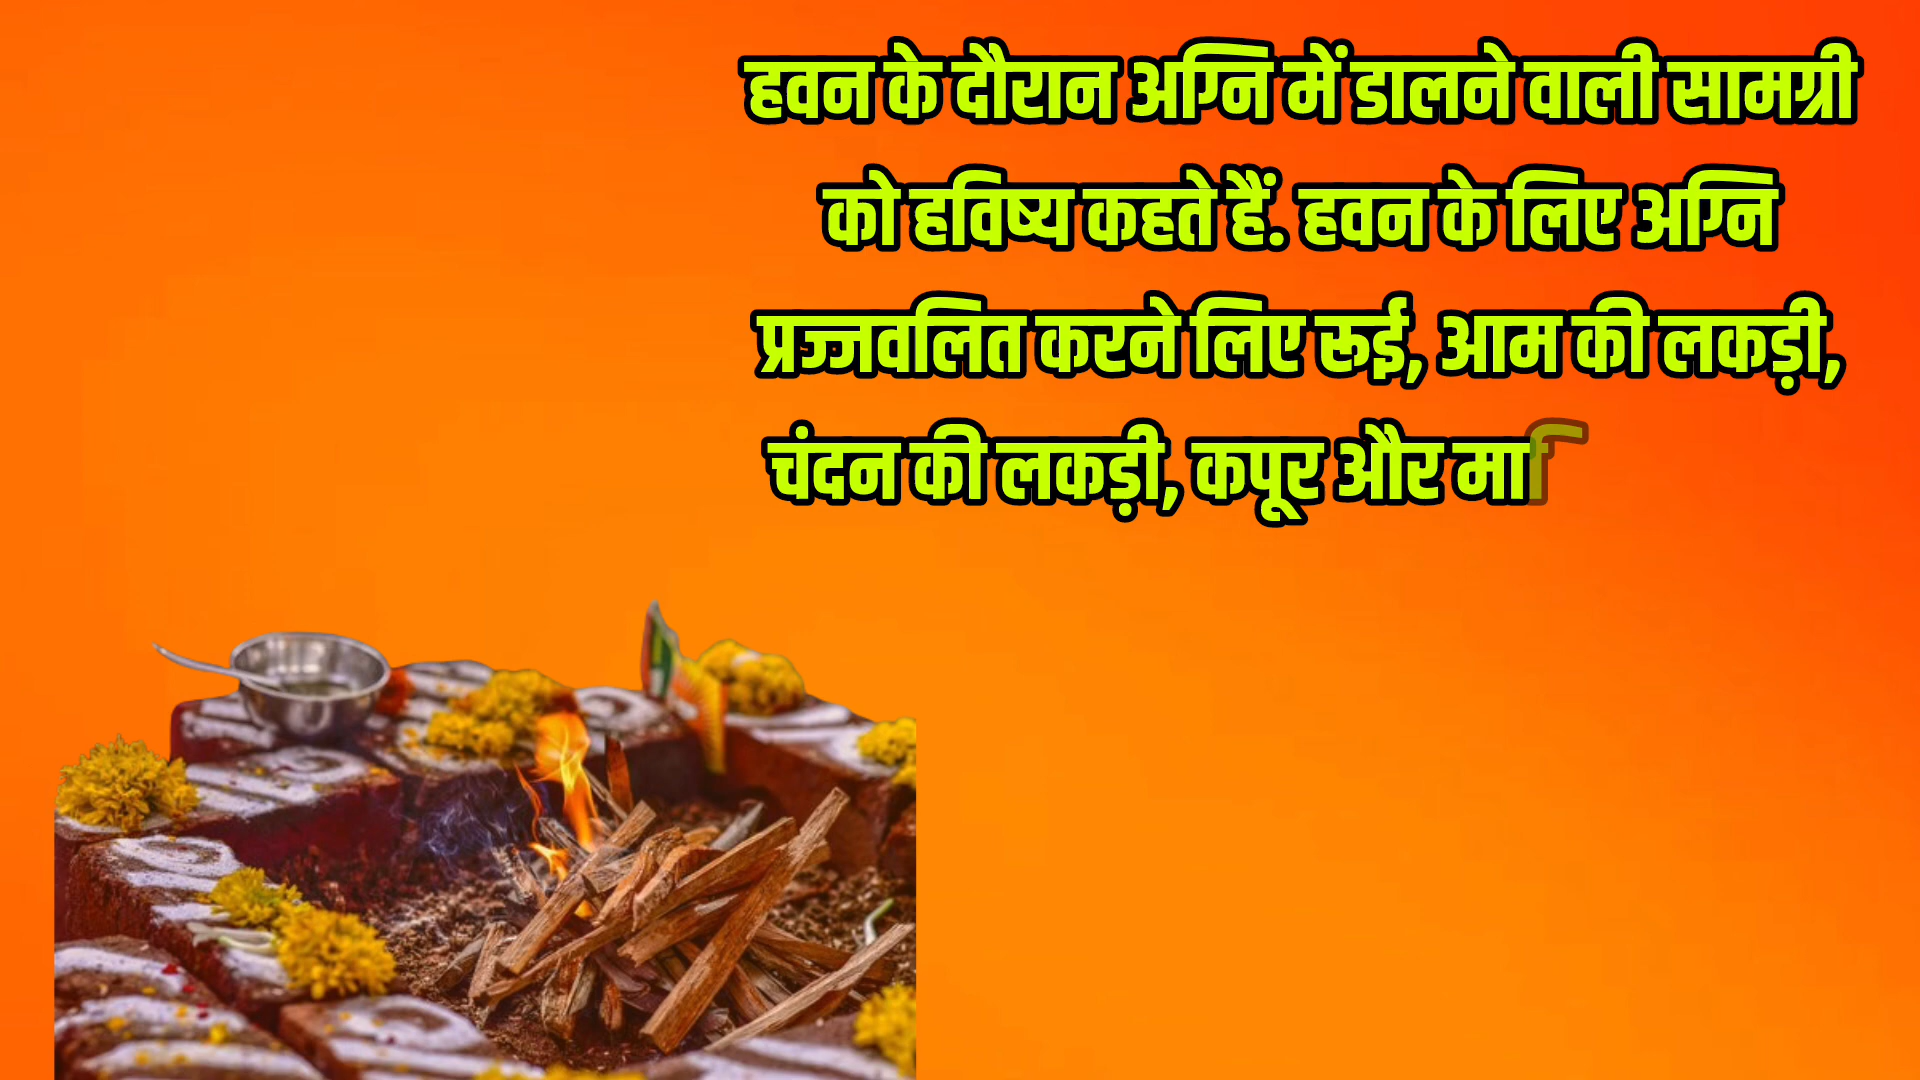 हवन के दौरान अग्नि में डालने वाली सामग्री
को हविष्य कहते हैं. हवन के लिए अग्नि
प्रज्जवलित करने लिए रूई, आम की लकड़ी,
चंदन की लकड़ी, कपूर और